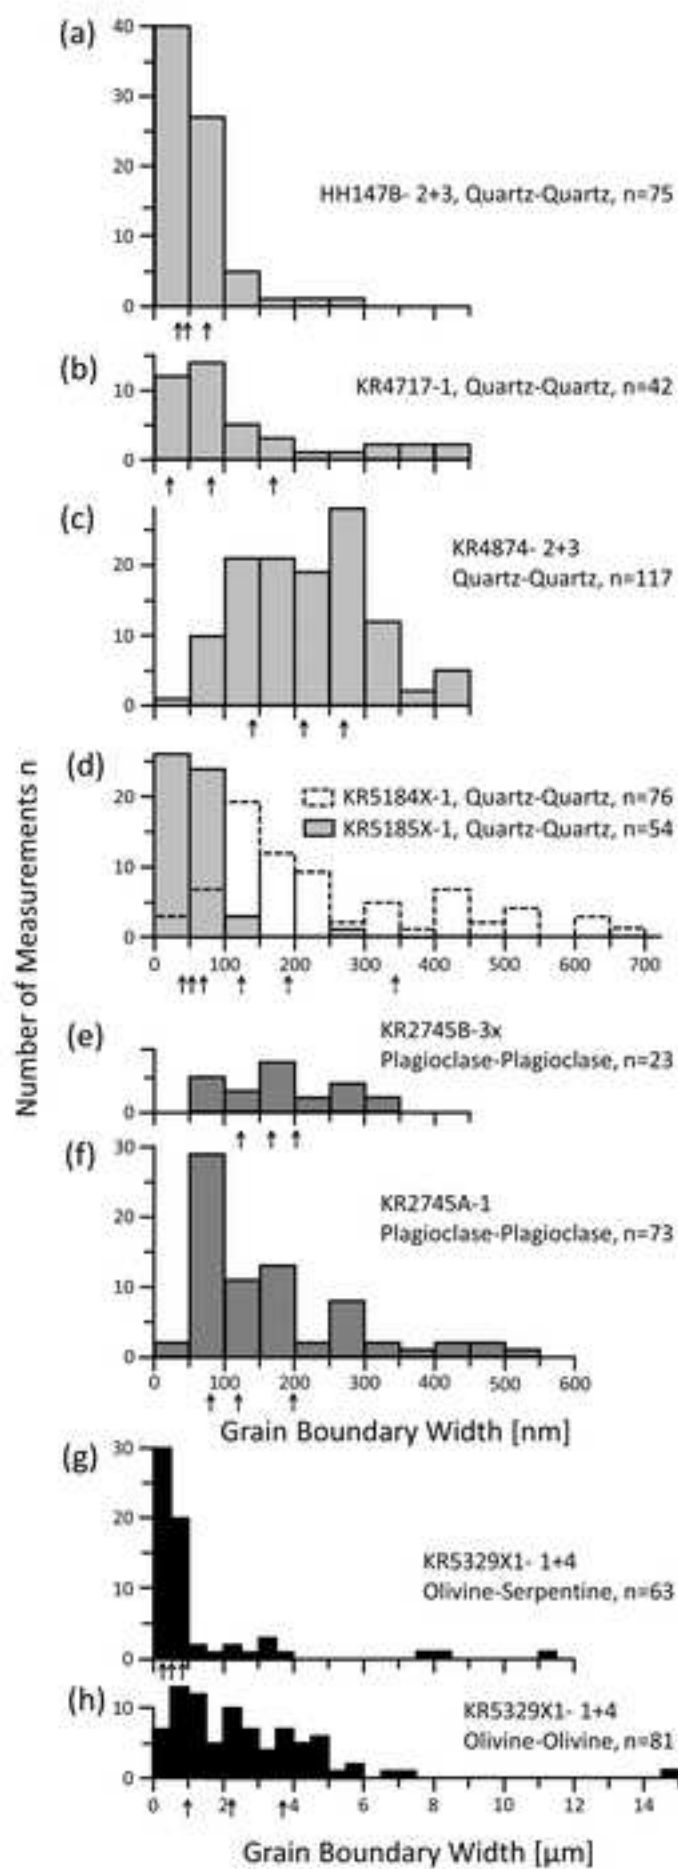 (a)
40
30
20
10
0
HH147B- 2+3, Quartz-Quartz, n=75
(b)
10
0
KR4717-1, Quartz-Quartz, n=42
(c)
20
10
0
KR4874- 2+3
Quartz-Quartz, n=117
Number of Measurements n
(d)
20
10
0
KR5184X-1, Quartz-Quartz, n=76
KR5185X-1, Quartz-Quartz, n=54
0 100 200 300 400 500 600 700
(e)
0
KR2745B-3x
Plagioclase-Plagioclase, n=23
(f)
30
20
10
0
KR2745A-1
Plagioclase-Plagioclase, n=73
0 100 200 300 400 500 600
Grain Boundary Width [nm]
(g)
30
20
10
0
KR5329X1- 1+4
Olivine-Serpentine, n=63
(h)
10
0
KR5329X1- 1+4
Olivine-Olivine, n=81
0 2 4 6 8 10 12 14
Grain Boundary Width [μm]